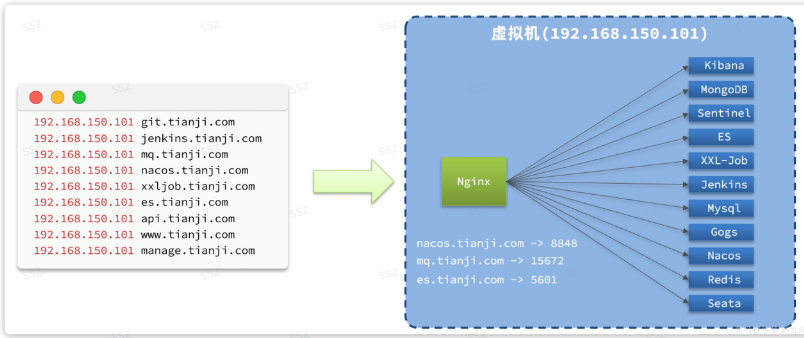 192.168.150.101 git.tianji.com
192.168.150.101 jenkins.tianji.com
192.168.150.101 mq.tianji.com
192.168.150.101 nacos.tianji.com
192.168.150.101 xxljob.tianji.com
192.168.150.101 es.tianji.com
192.168.150.101 api.tianji.com
192.168.150.101 www.tianji.com
192.168.150.101 manage.tianji.com
虚拟机(192.168.150.101)
Nginx
nacos.tianji.com -> 8848
mq.tianji.com -> 15672
es.tianji.com -> 5601
Kibana
MongoDB
Sentinel
ES
XXL-Job
Jenkins
Mysql
Gogs
Nacos
Redis
Seata